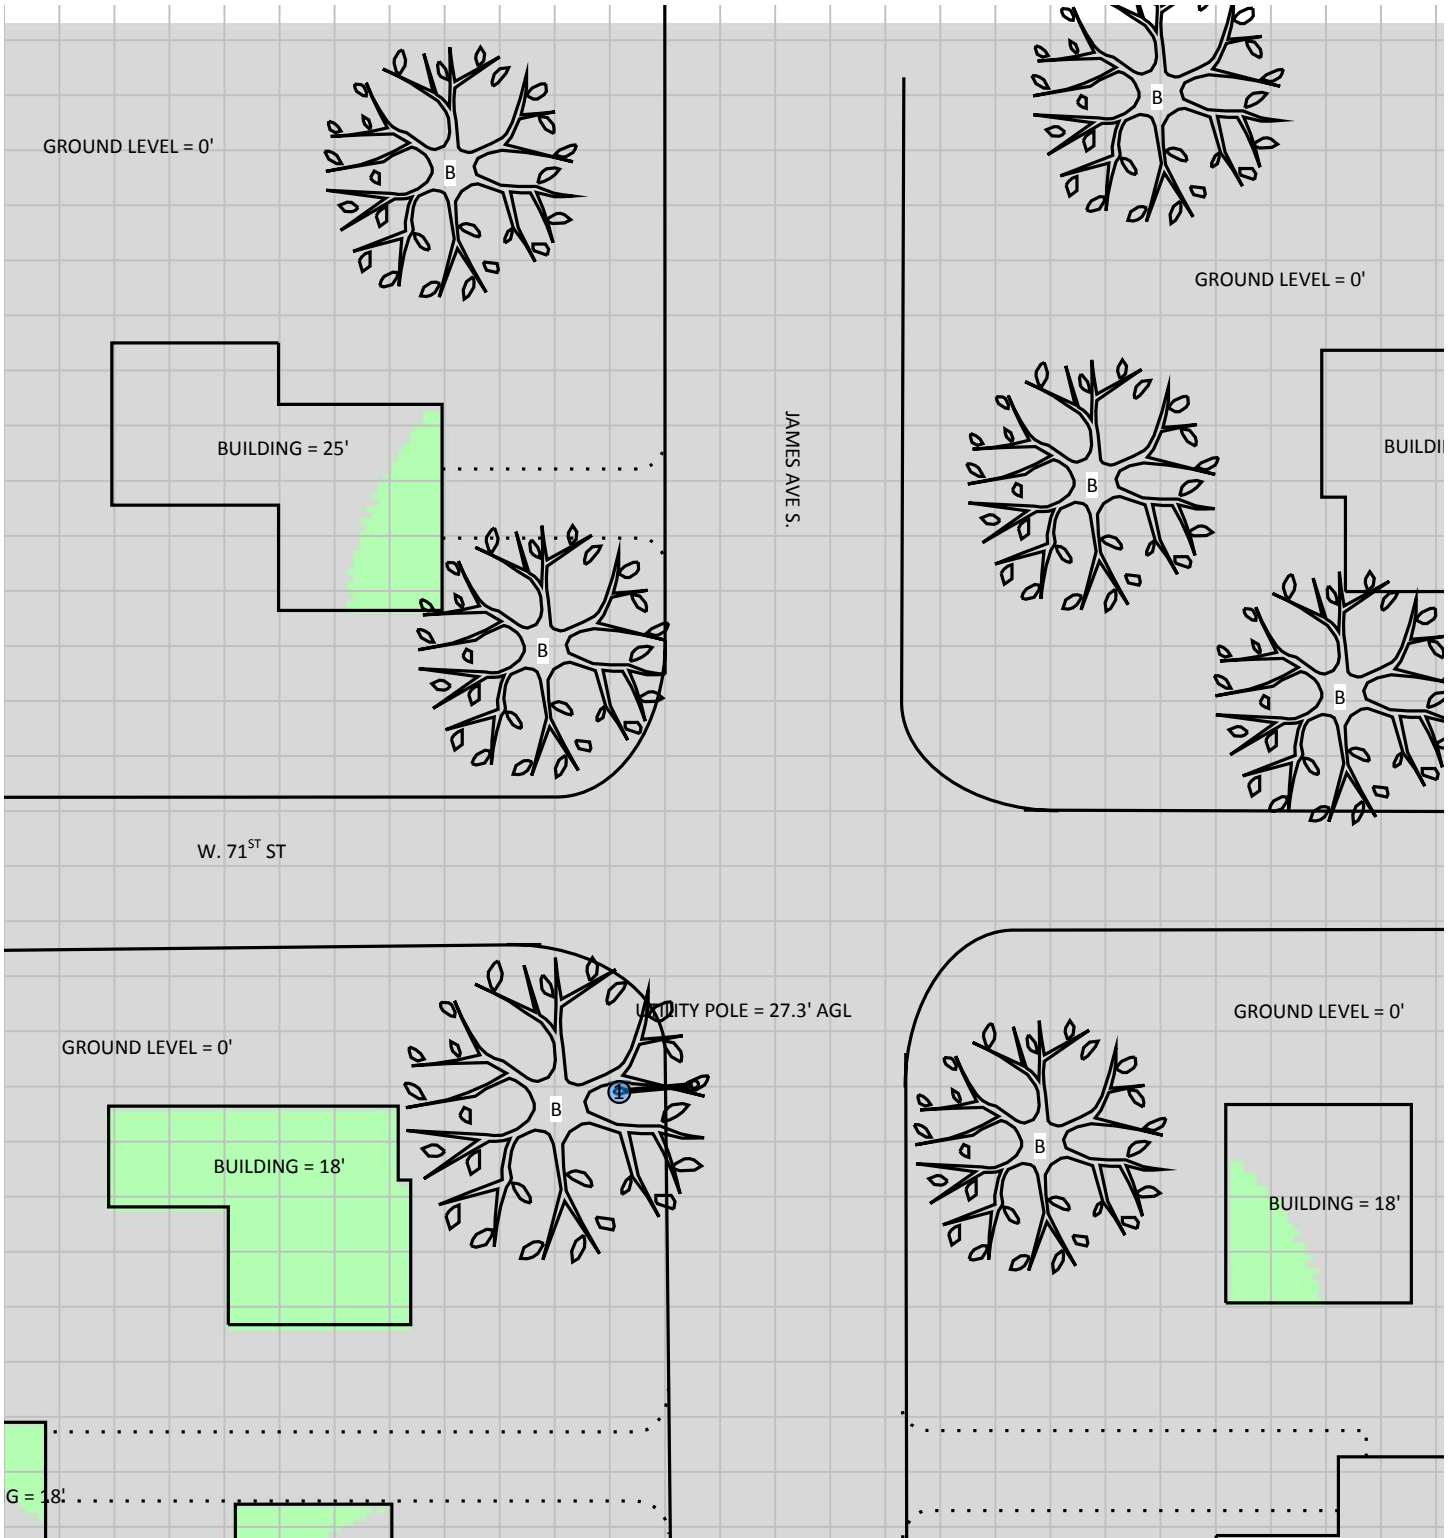 B
GROUND LEVEL = 0'
B
GROUND LEVEL = 0'
BUILDING = 25'
JAMES AVE S.
BUILDI
B
B
B
W. 71ST ST
UTILITY POLE = 27.3' AGL
GROUND LEVEL = 0'
GROUND LEVEL = 0'
1
B
B
BUILDING = 18'
BUILDING = 18'
G = 18'